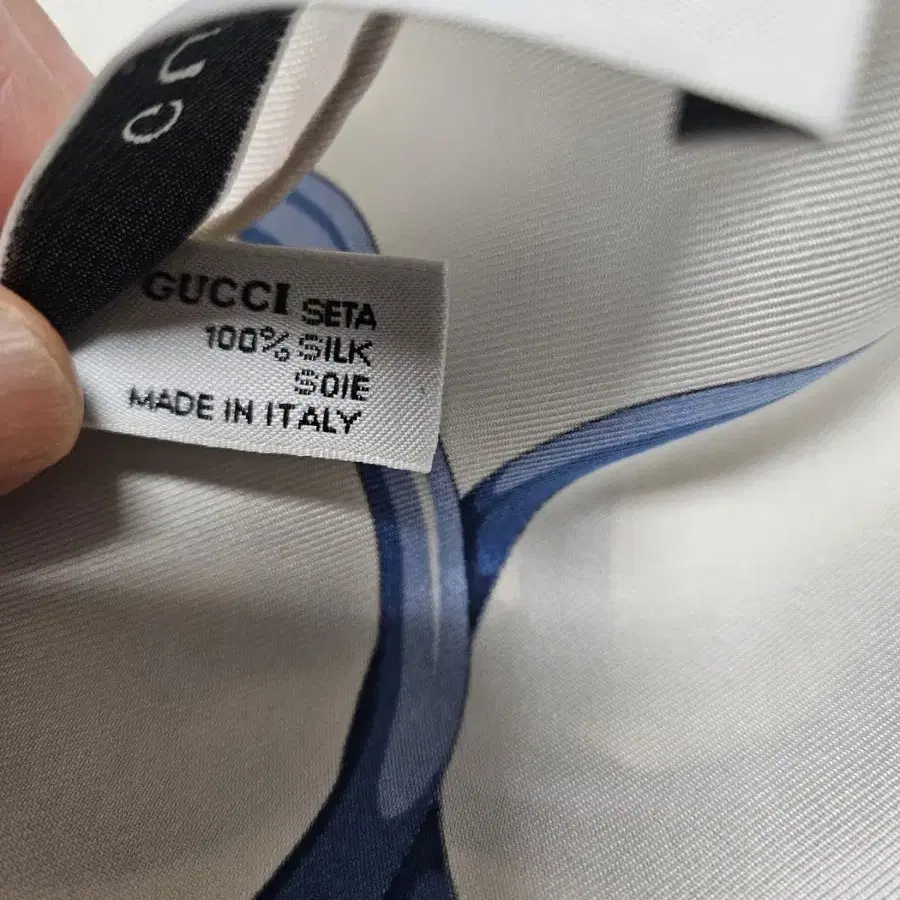 GUCCI SETA
100% SILK
SOIE
MADE IN ITALY